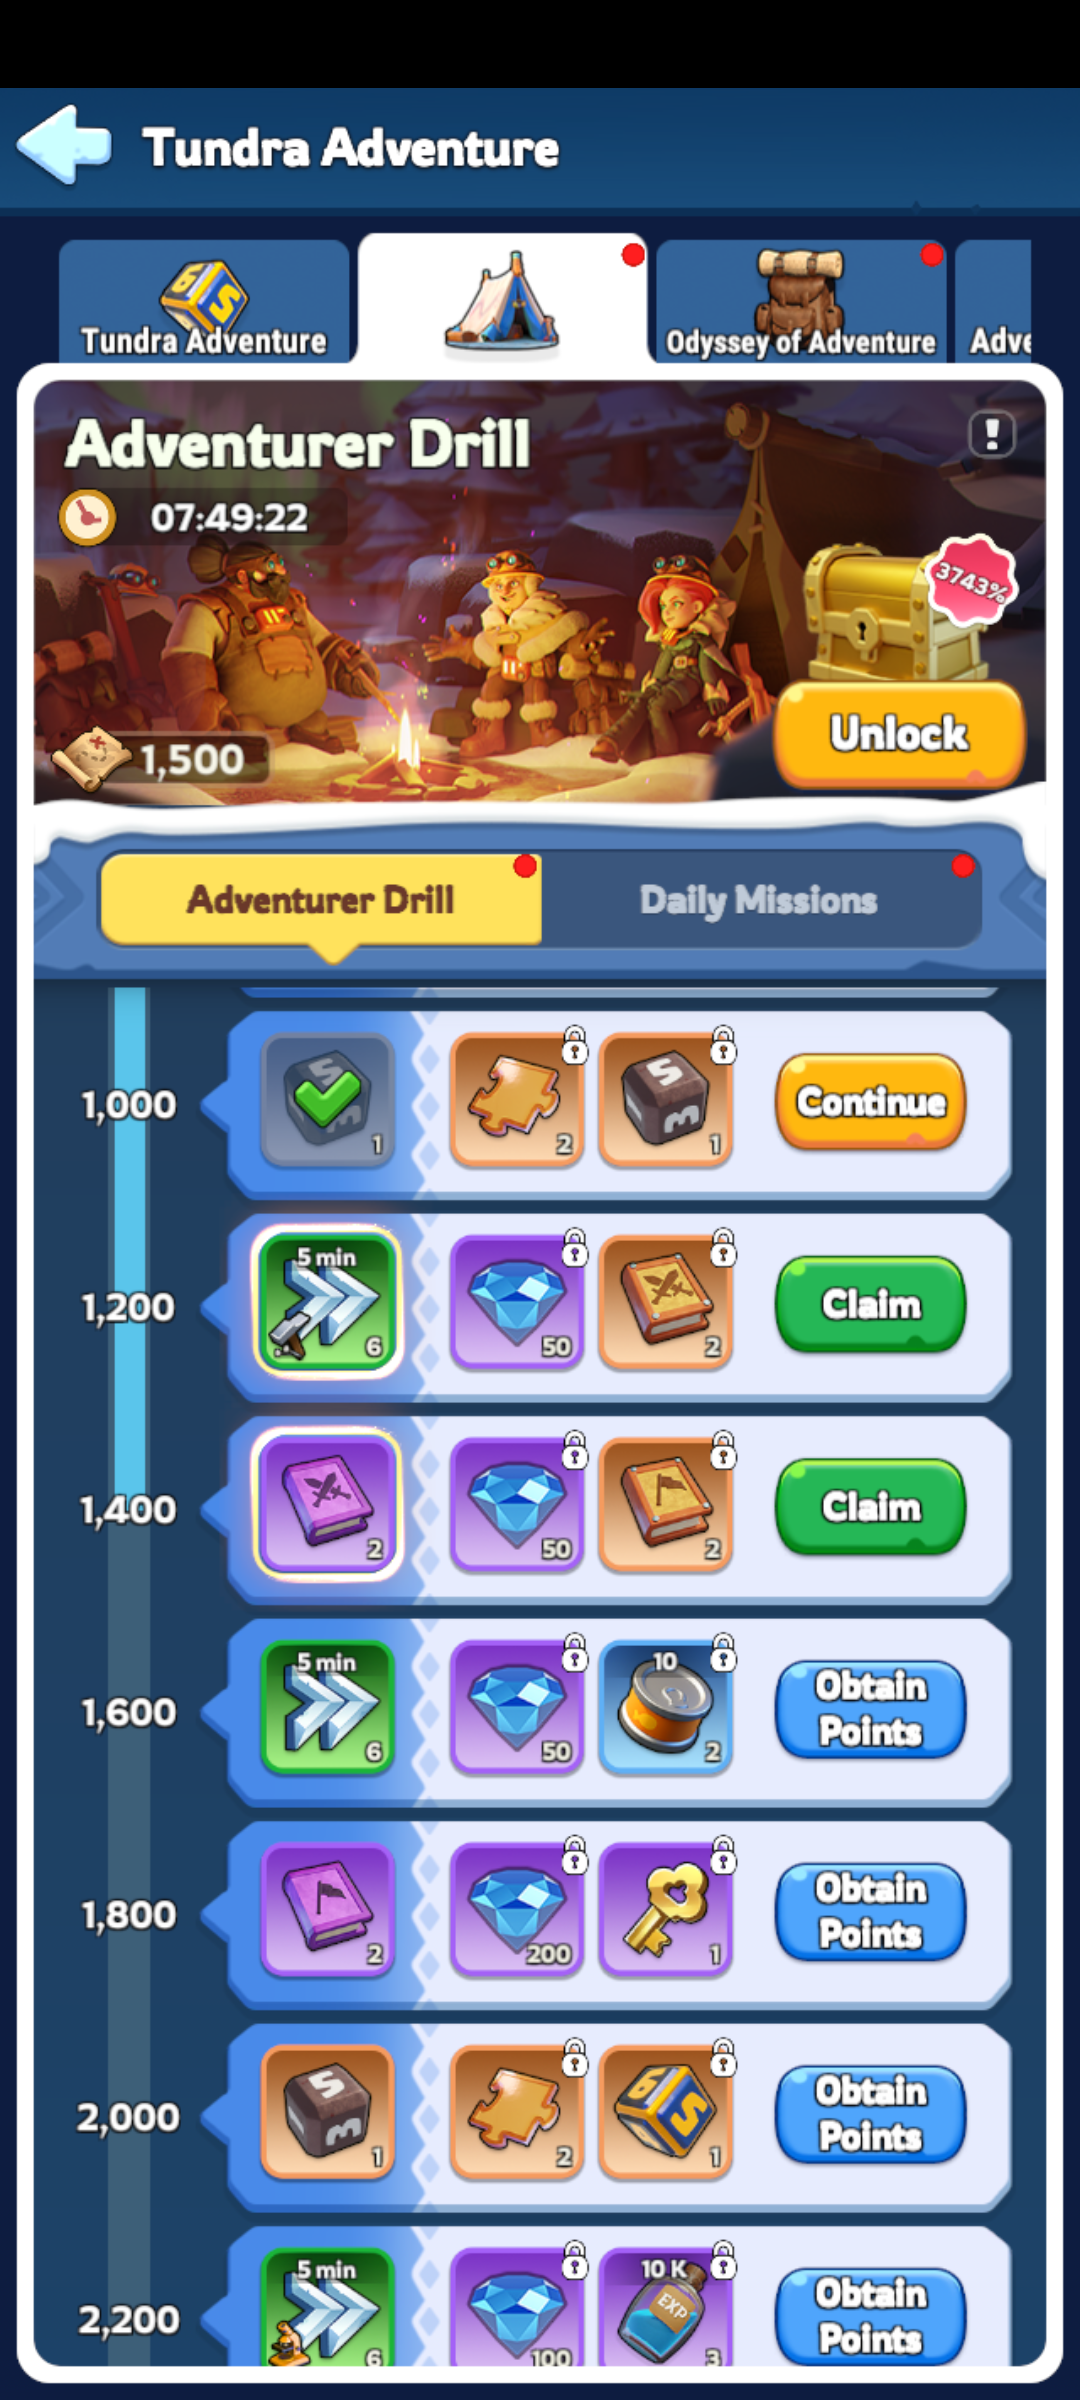 Tundra Adventure
Tundra Adventure
Odyssey of Adventure
Adve
Adventurer Drill
07:49:22
3743%
Unlock
1,500
Adventurer Drill
Daily Missions
1,000
1
2
1
Continue
1,200
5 min
6
50
2
Claim
1,400
2
50
2
Claim
1,600
5 min
6
50
10
2
Obtain
Points
1,800
2
200
1
Obtain
Points
2,000
1
2
1
Obtain
Points
2,200
5 min
6
100
10 K
EXP
3
Obtain
Points